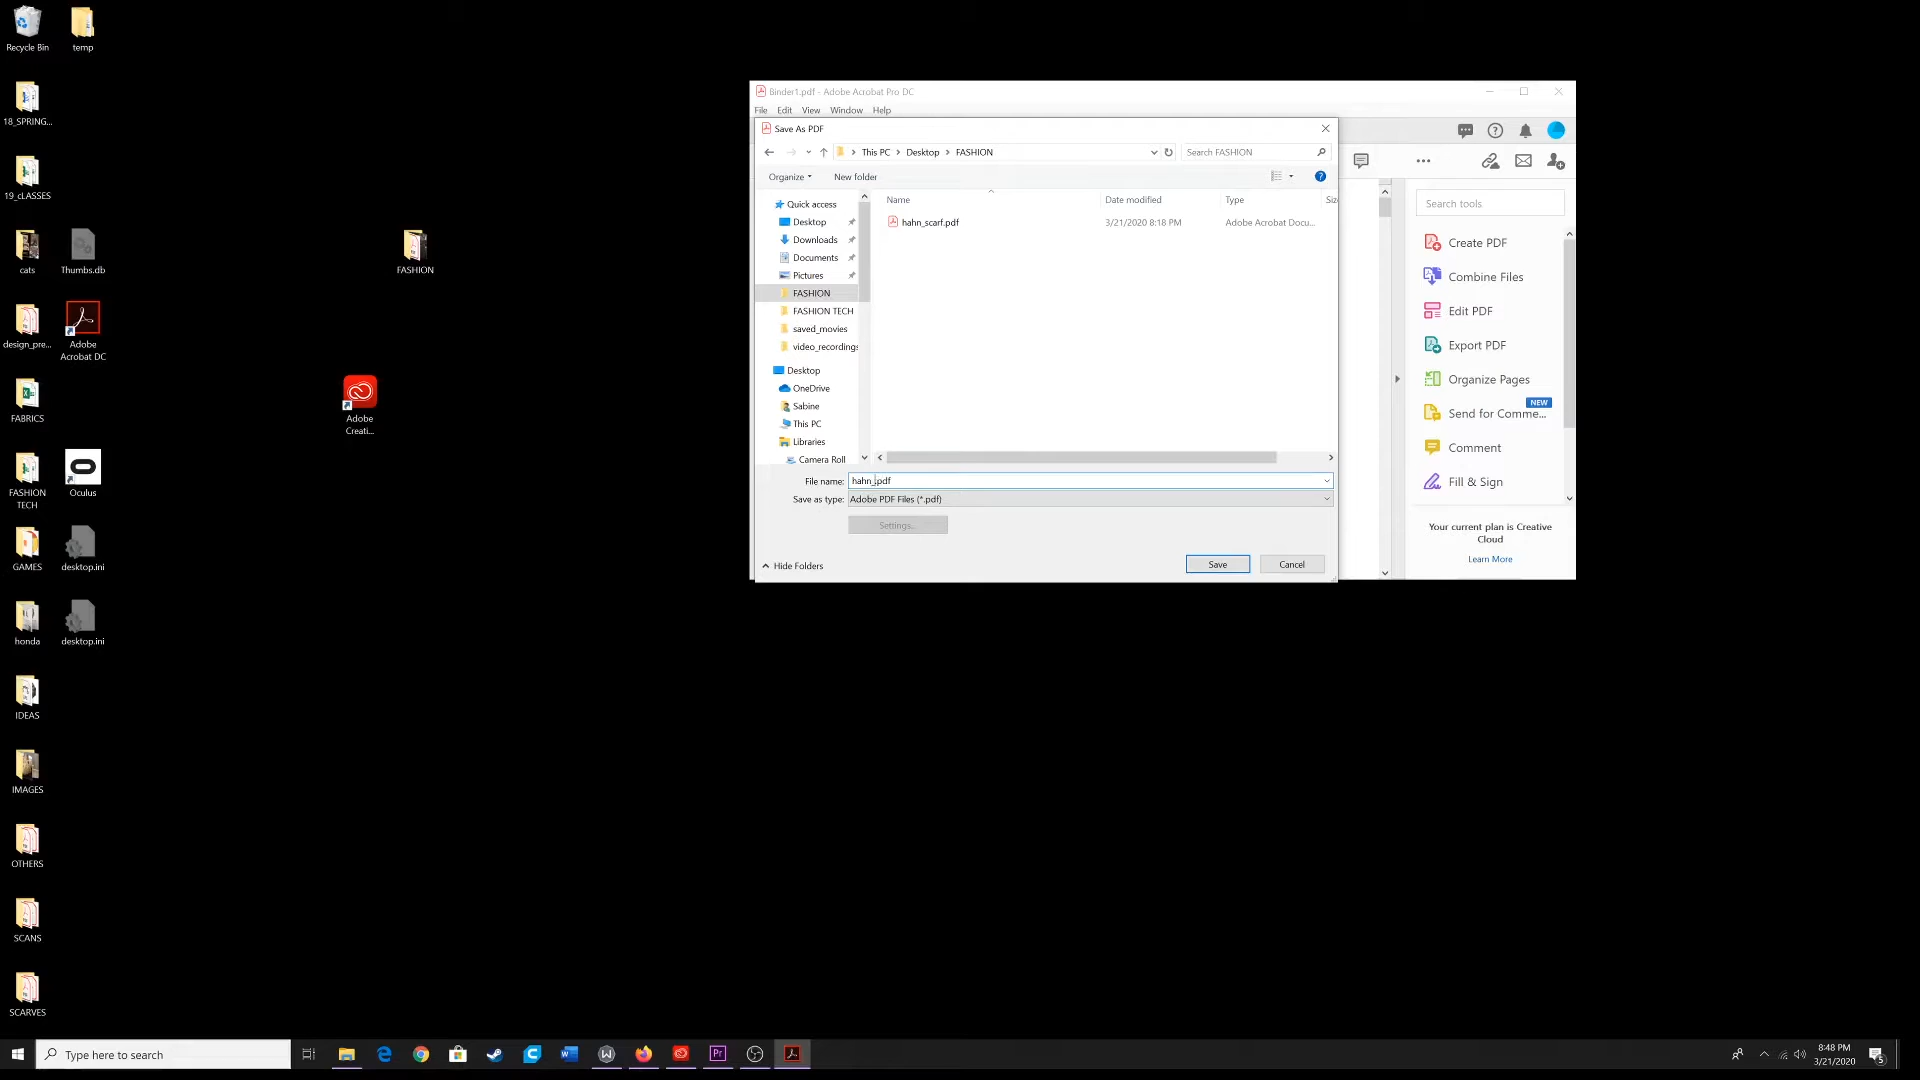 Recycle Bin
temp
18_SPRING...
19_cLASSES
cats
Thumbs.db
FASHION
design_pre...
Adobe
Acrobat DC
FABRICS
Adobe
Creati...
FASHION
TECH
Oculus
GAMES
desktop.ini
honda
desktop.ini
IDEAS
IMAGES
OTHERS
SCANS
SCARVES
Binder1.pdf - Adobe Acrobat Pro DC
File Edit View Window Help
Save As PDF
This PC > Desktop > FASHION
Search FASHION
Organize
New folder
Name
Date modified
Type
Siz
hahn_scarf.pdf
3/21/2020 8:18 PM
Adobe Acrobat Docu...
Quick access
Desktop
Downloads
Documents
Pictures
FASHION
FASHION TECH
saved_movies
video_recordings
Desktop
OneDrive
Sabine
This PC
Libraries
Camera Roll
File name: hahn_.pdf
Save as type: Adobe PDF Files (*.pdf)
Settings...
Hide Folders
Save
Cancel
Search tools
Create PDF
Combine Files
Edit PDF
Export PDF
Organize Pages
NEW
Send for Comme...
Comment
Fill & Sign
Your current plan is Creative
Cloud
Learn More
Type here to search
Pr
8:48 PM
3/21/2020
5